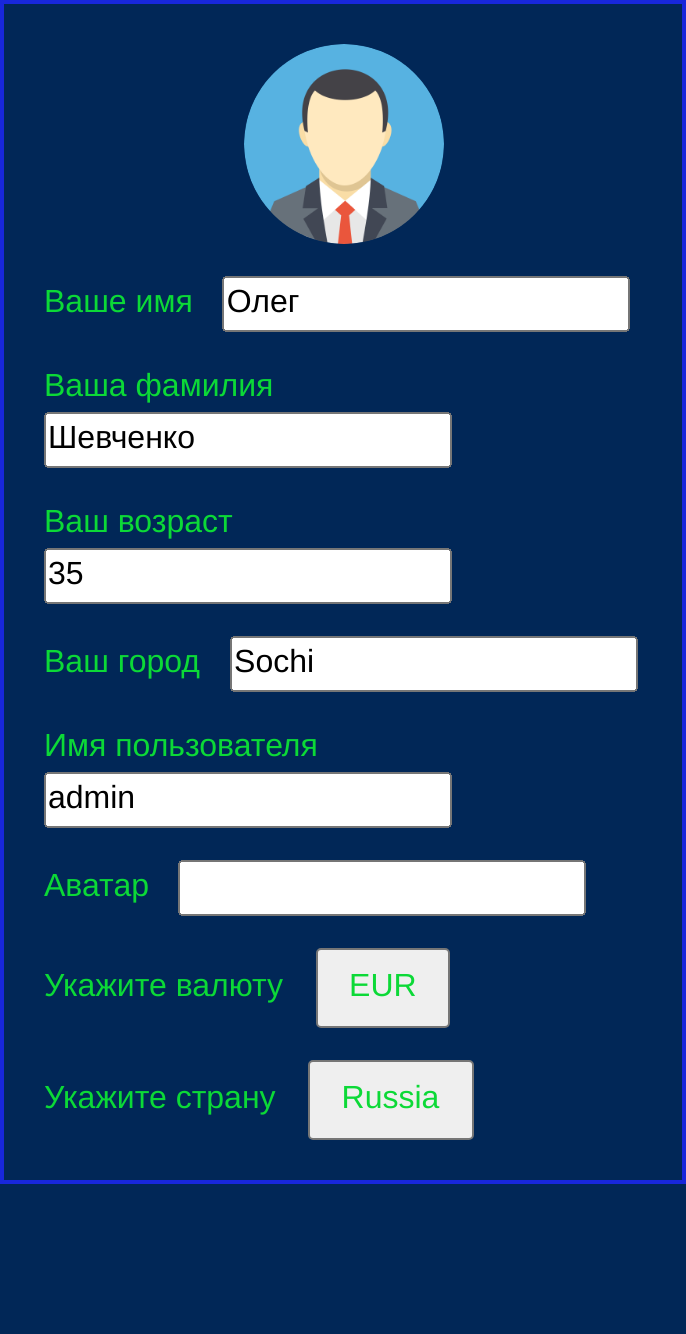 Ваше имя Олег
Ваша фамилия
Шевченко
Ваш возраст
35
Ваш город Sochi
Имя пользователя
admin
Аватар
Укажите валюту EUR
Укажите страну Russia